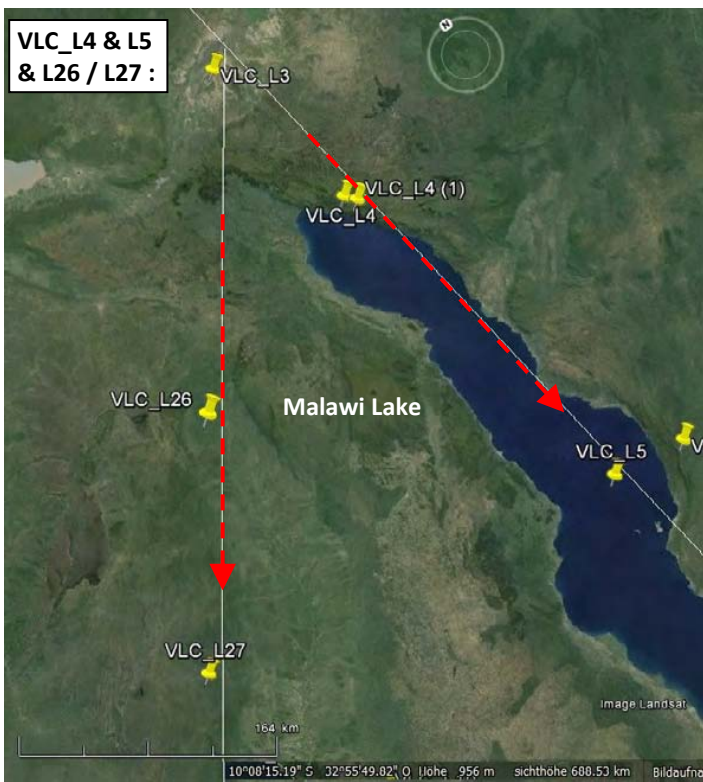 VLC_L4 & L5
& L26 / L27 :
VLC_L3
N
VLC_L4 (1)
VLC_L4
VLC_L26
Malawi Lake
V
VLC_L5
VLC_L27
Image Landsat
164 km
10°08'15.19" S 32°55'49.82" O Höhe 956 m sichthöhe 688.53 km Bildaufna